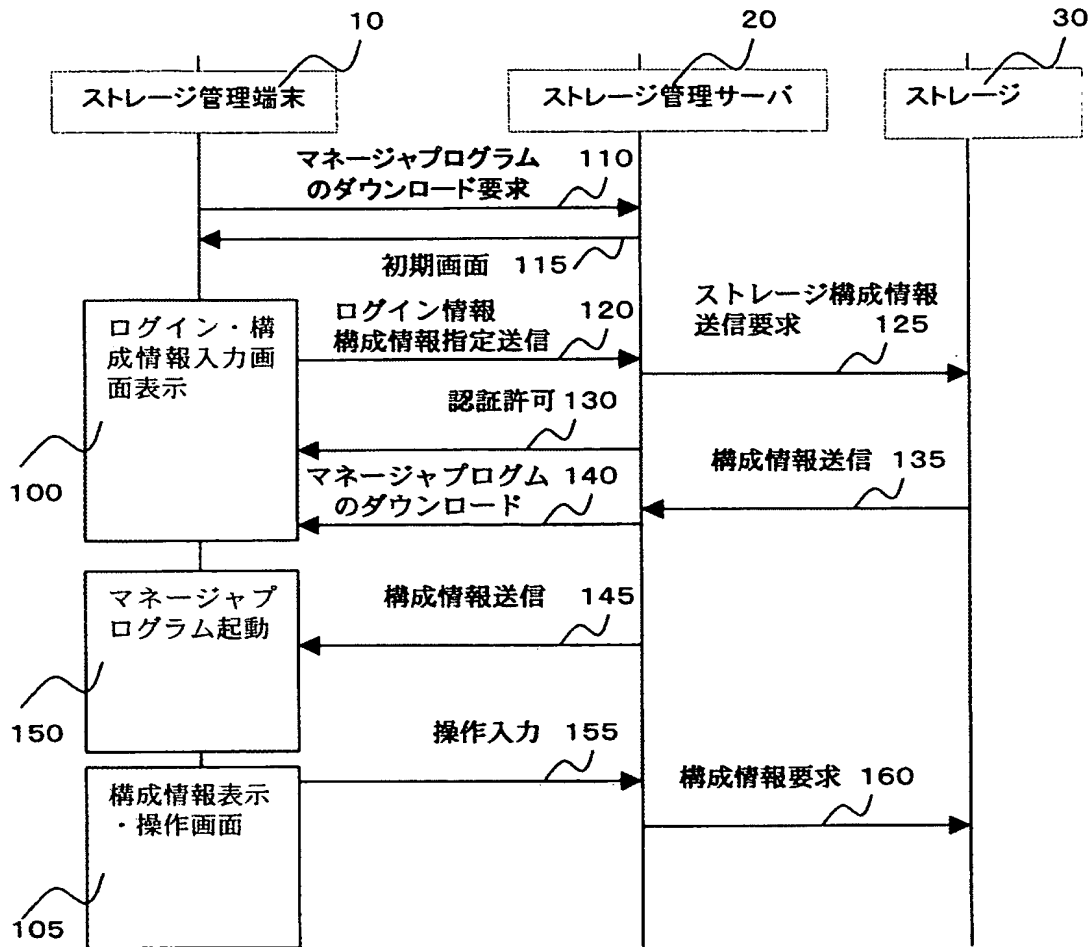 10
20
30
ストレージ管理端末
ストレージ管理サーバ
ストレージ
マネージャプログラム
のダウンロード要求
110
初期画面 115
ログイン・構
成情報入力画
面表示
100
ログイン情報
構成情報指定送信
120
ストレージ構成情報
送信要求 125
認証許可 130
構成情報送信 135
マネージャプログム
のダウンロード
140
マネージャプ
ログラム起動
150
構成情報送信 145
操作入力 155
構成情報表示
・操作画面
105
構成情報要求 160